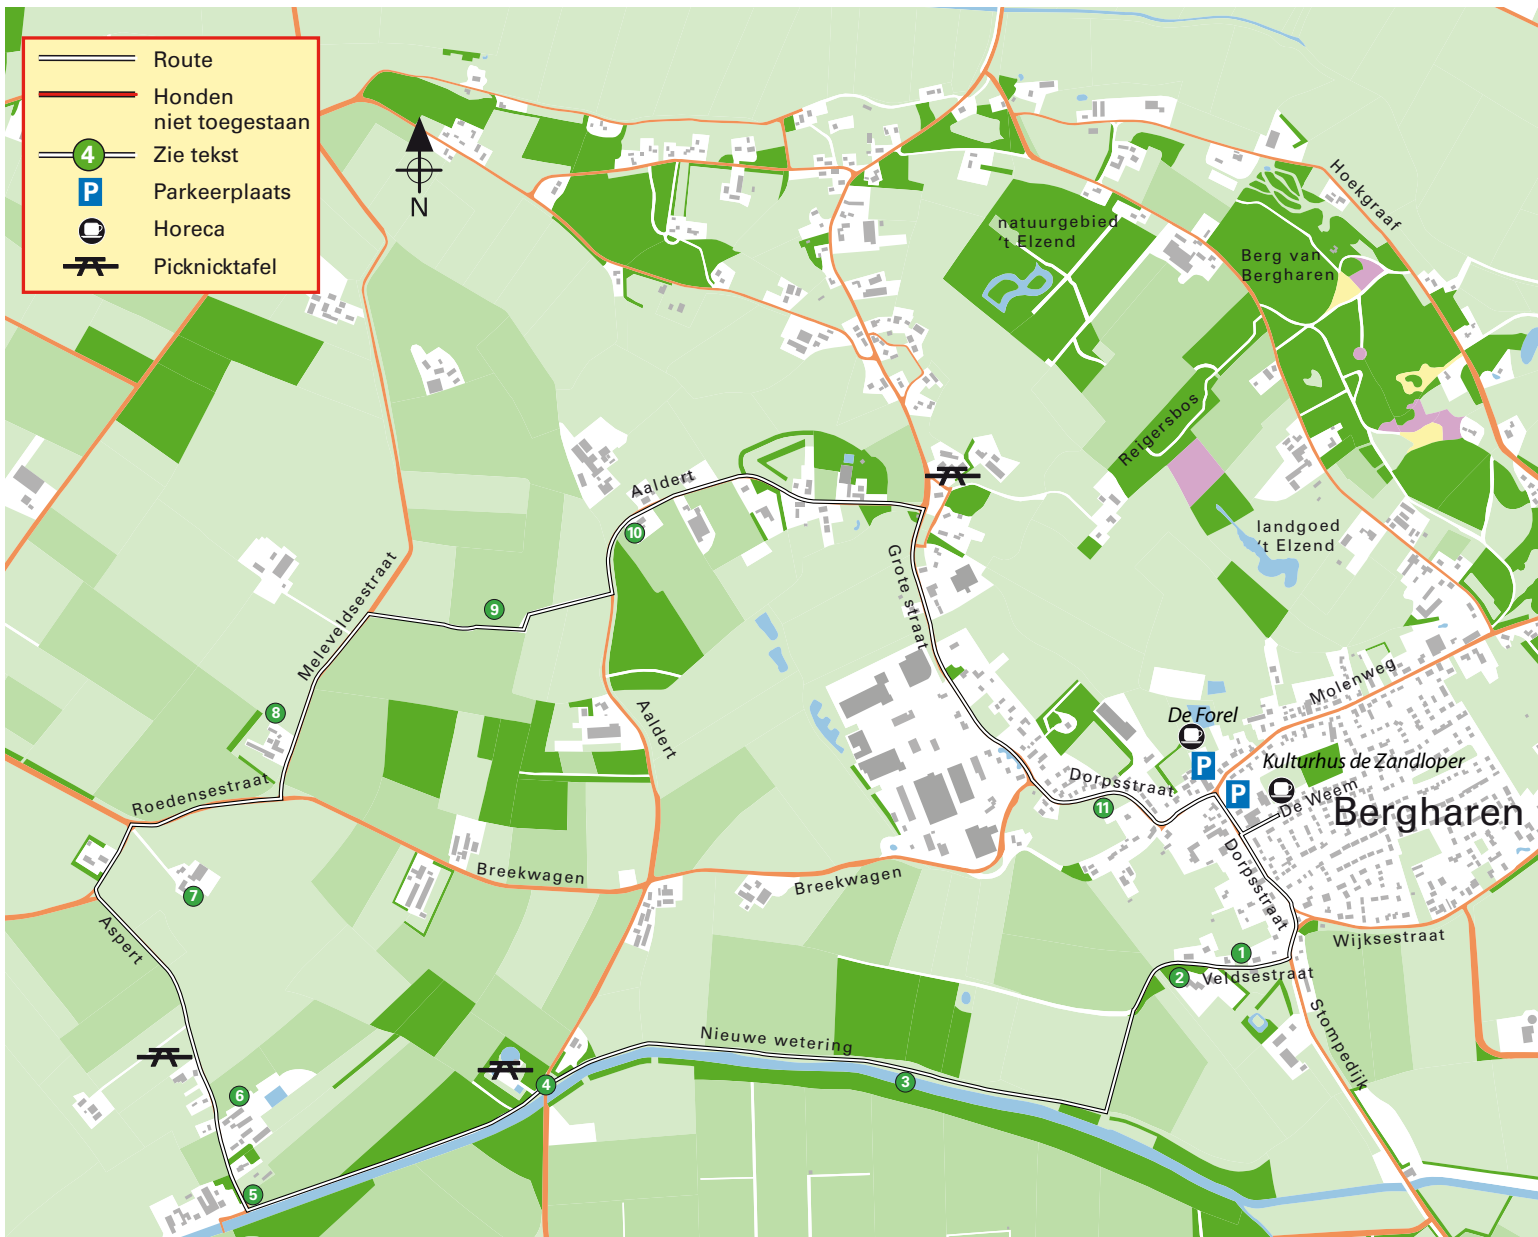 Route
Honden
niet toegestaan
4
Zie tekst
P
Parkeerplaats
Horeca
Picknicktafel
N
Hoekgraaf
natuurgebied
't Elzend
Berg van
Bergharen
Reigersbos
landgoed
't Elzend
Aaldert
10
Grote straat
Meleveldsestraat
9
8
Aaldert
Molenweg
De Forel
P
Kulturhus de Zandloper
P
De Weem
Bergharen
Dorpsstraat
11
Roedensestraat
Breekwagen
Breekwagen
7
Dorpsstraat
Aspert
Wijksestraat
1
2
Veldsestraat
Stompedijk
Nieuwe wetering
3
4
6
5